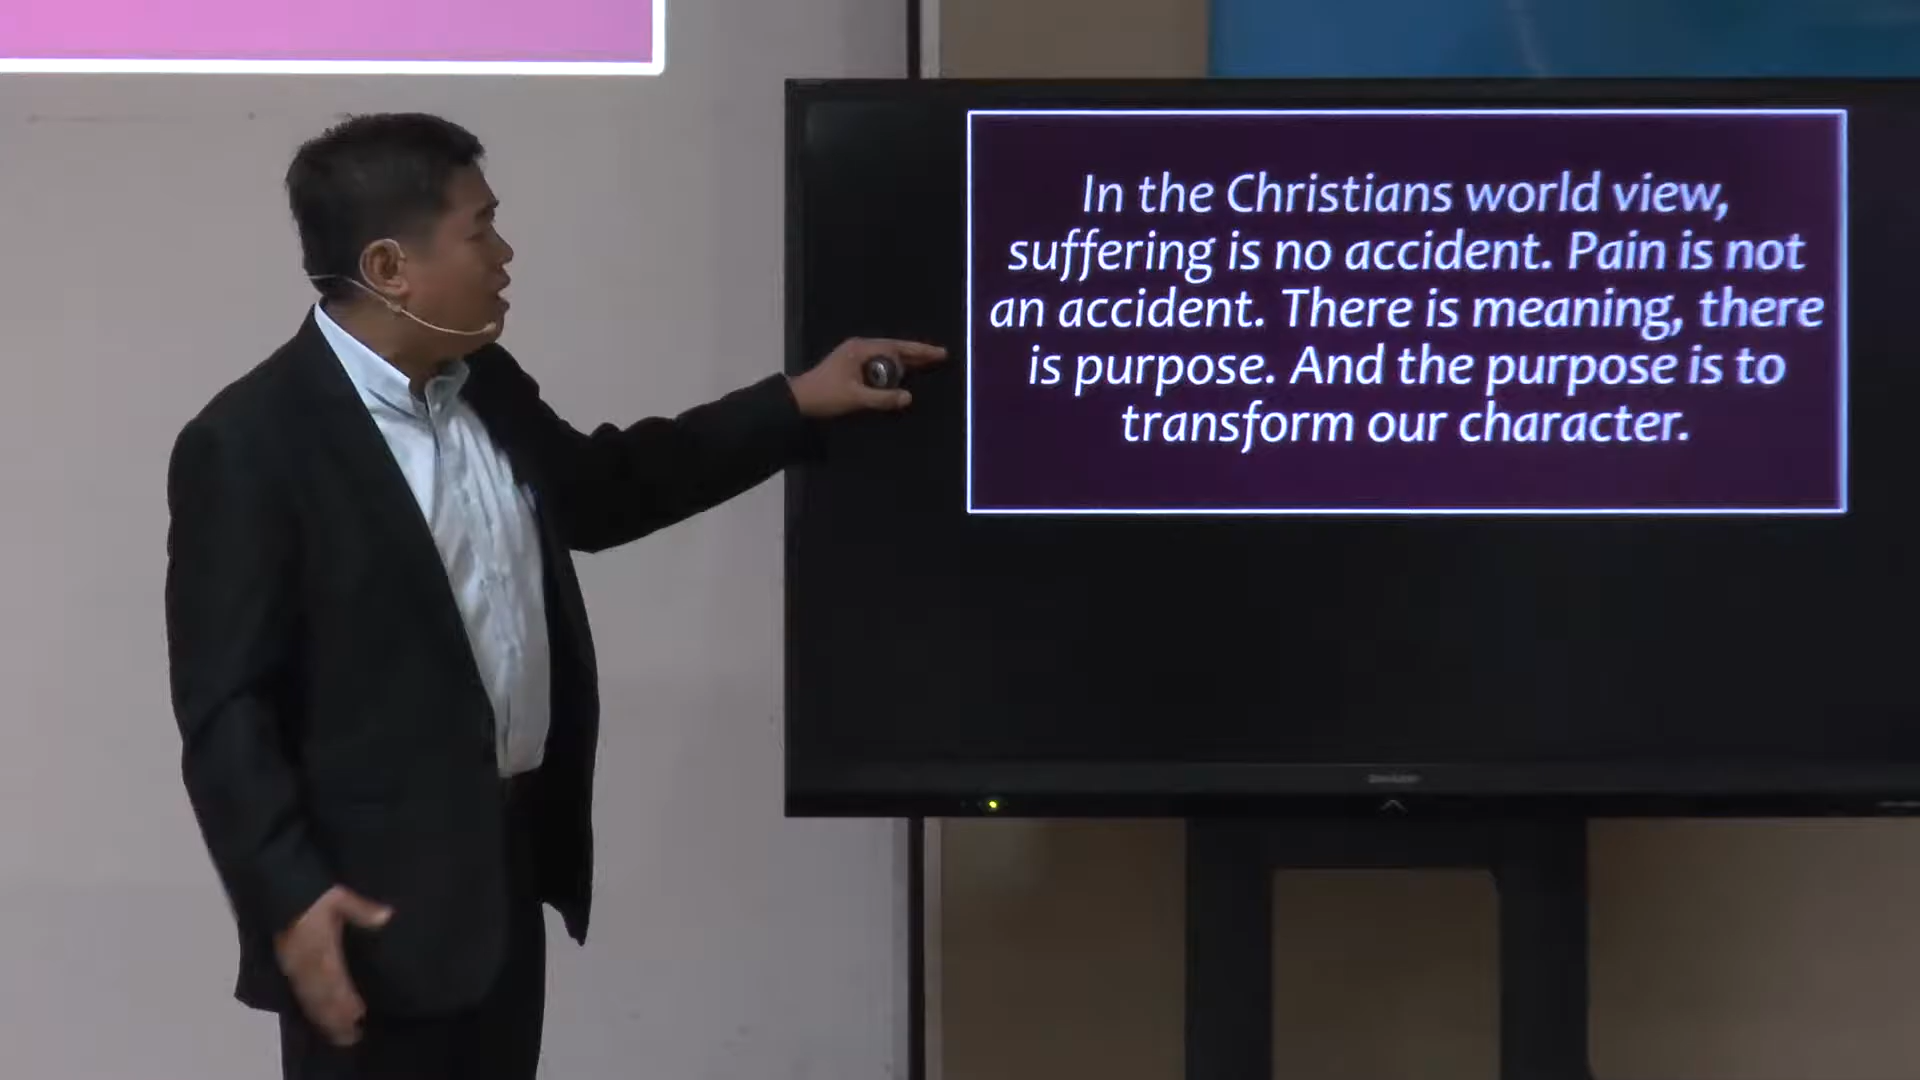 In the Christians world view,
suffering is no accident. Pain is not
an accident. There is meaning, there
is purpose. And the purpose is to
transform our character.